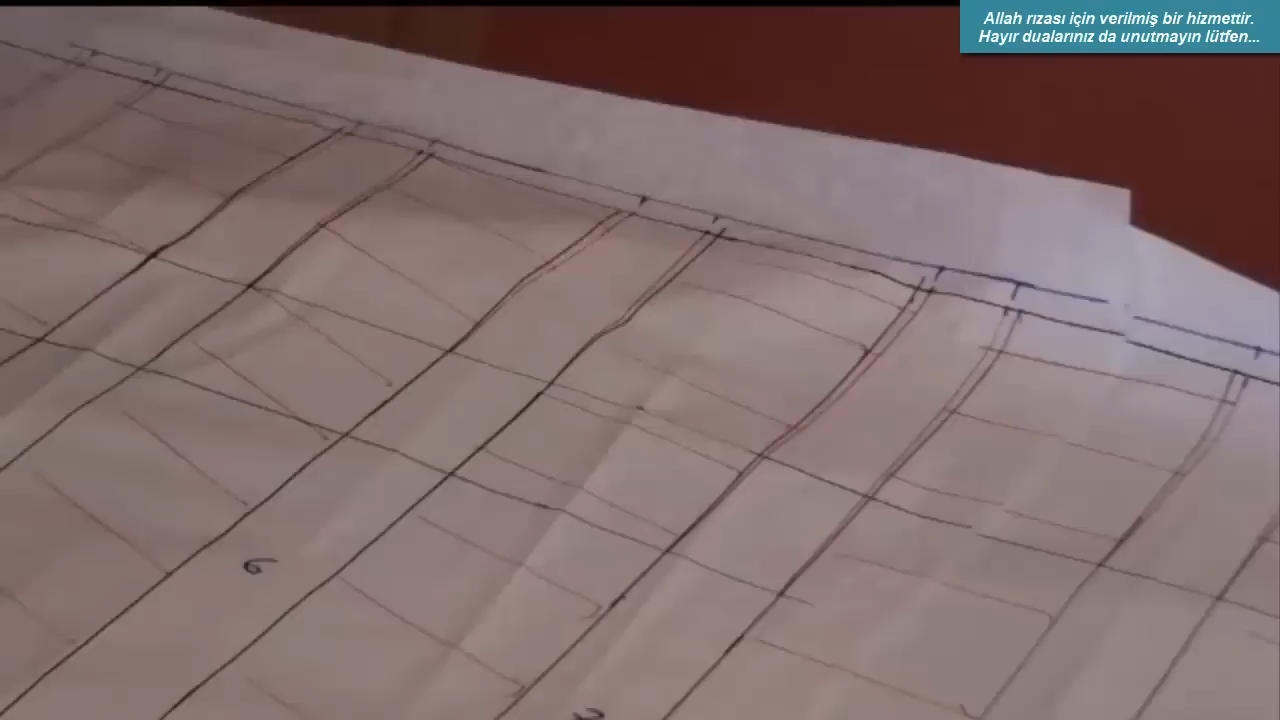 Allah rızası için verilmiş bir hizmettir.
Hayır dualarınız da unutmayın lütfen...
6